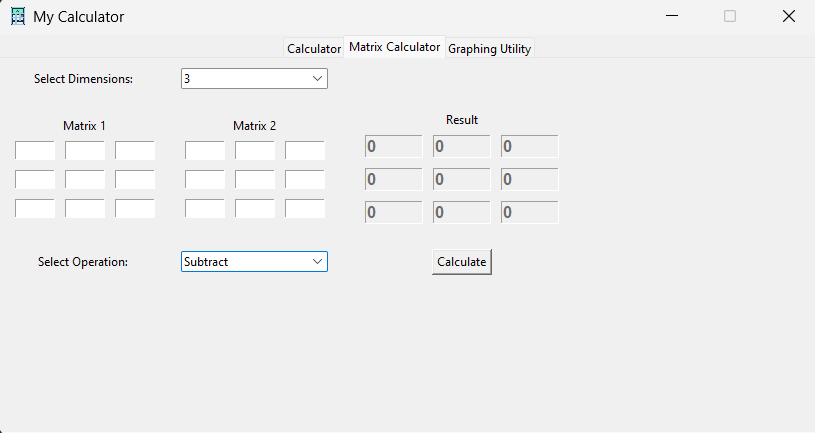 My Calculator
Calculator Matrix Calculator Graphing Utility
Select Dimensions: 3
Matrix 1 Matrix 2 Result
0 0 0
0 0 0
0 0 0
Select Operation: Subtract Calculate